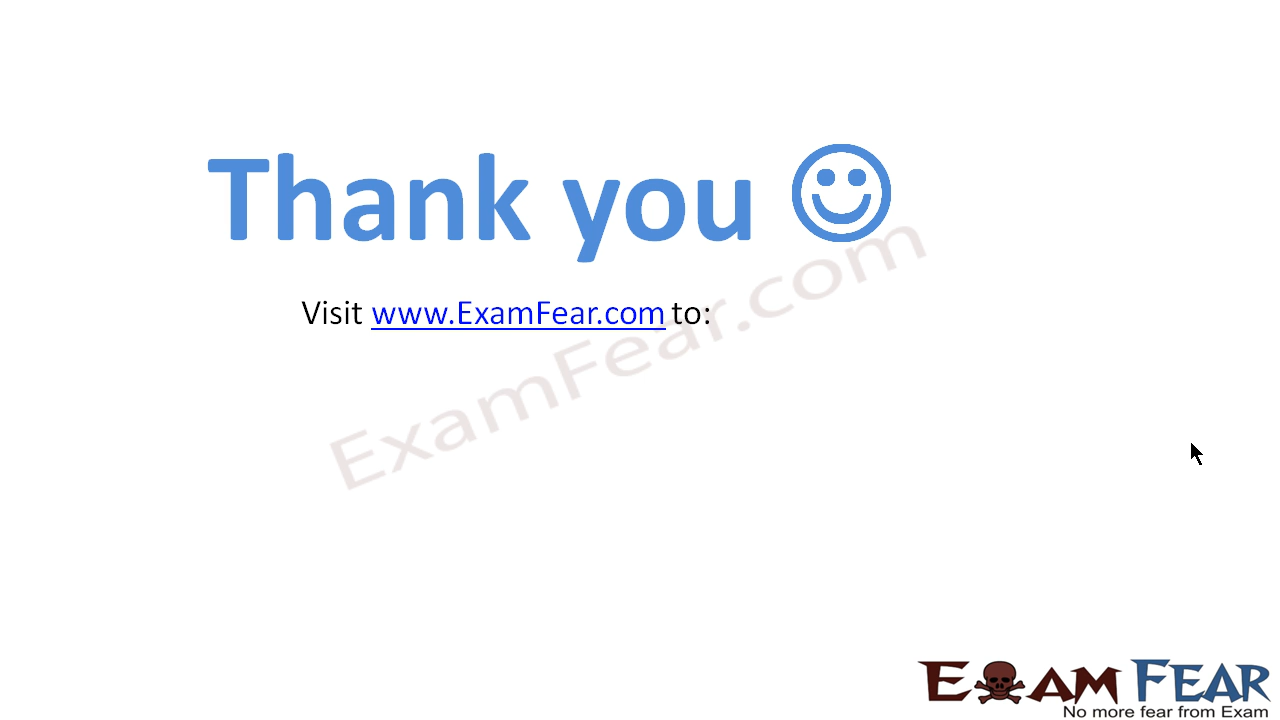 Thank you ☺
Visit www.ExamFear.com to:
ExamFear.com
EXAM FEAR
No more fear from Exam